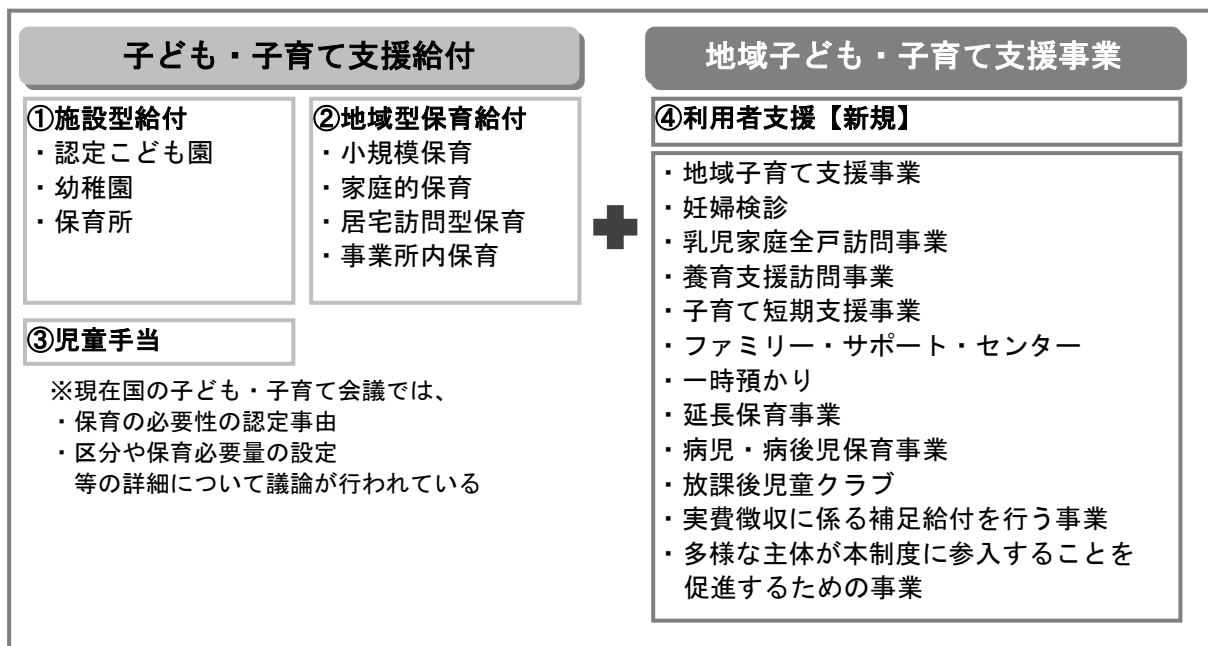 子ども・子育て支援給付
①施設型給付
・認定こども園
・幼稚園
・保育所
②地域型保育給付
・小規模保育
・家庭的保育
・居宅訪問型保育
・事業所内保育
③児童手当
※現在国の子ども・子育て会議では、
・保育の必要性の認定事由
・区分や保育必要量の設定
等の詳細について議論が行われている
地域子ども・子育て支援事業
④利用者支援【新規】
・地域子育て支援事業
・妊婦検診
・乳児家庭全戸訪問事業
・養育支援訪問事業
・子育て短期支援事業
・ファミリー・サポート・センター
・一時預かり
・延長保育事業
・病児・病後児保育事業
・放課後児童クラブ
・実費徴収に係る補足給付を行う事業
・多様な主体が本制度に参入することを
促進するための事業